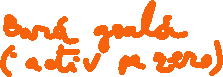 bară goală
(activ pe zero)